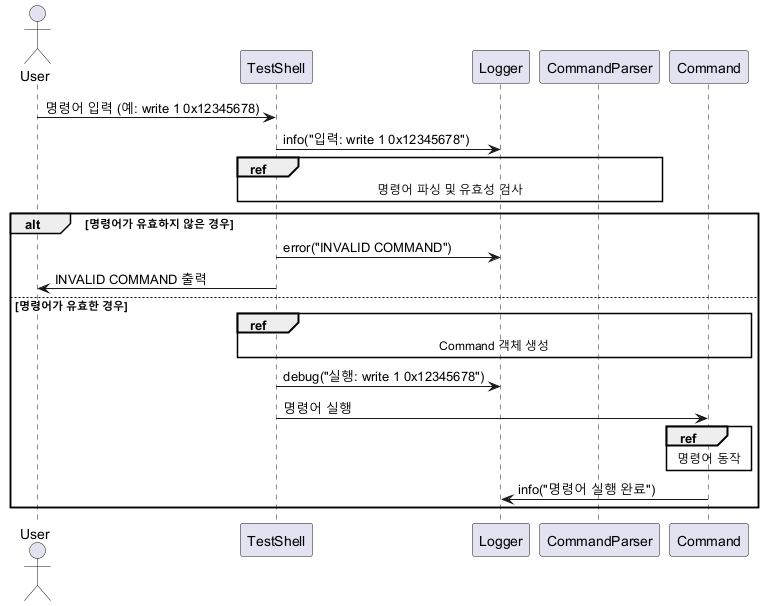 User
TestShell
Logger
CommandParser
Command
명령어 입력 (예: write 1 0x12345678)
info("입력: write 1 0x12345678")
ref
명령어 파싱 및 유효성 검사
alt
[명령어가 유효하지 않은 경우]
error("INVALID COMMAND")
INVALID COMMAND 출력
[명령어가 유효한 경우]
ref
Command 객체 생성
debug("실행: write 1 0x12345678")
명령어 실행
ref
명령어 동작
info("명령어 실행 완료")
User
TestShell
Logger
CommandParser
Command